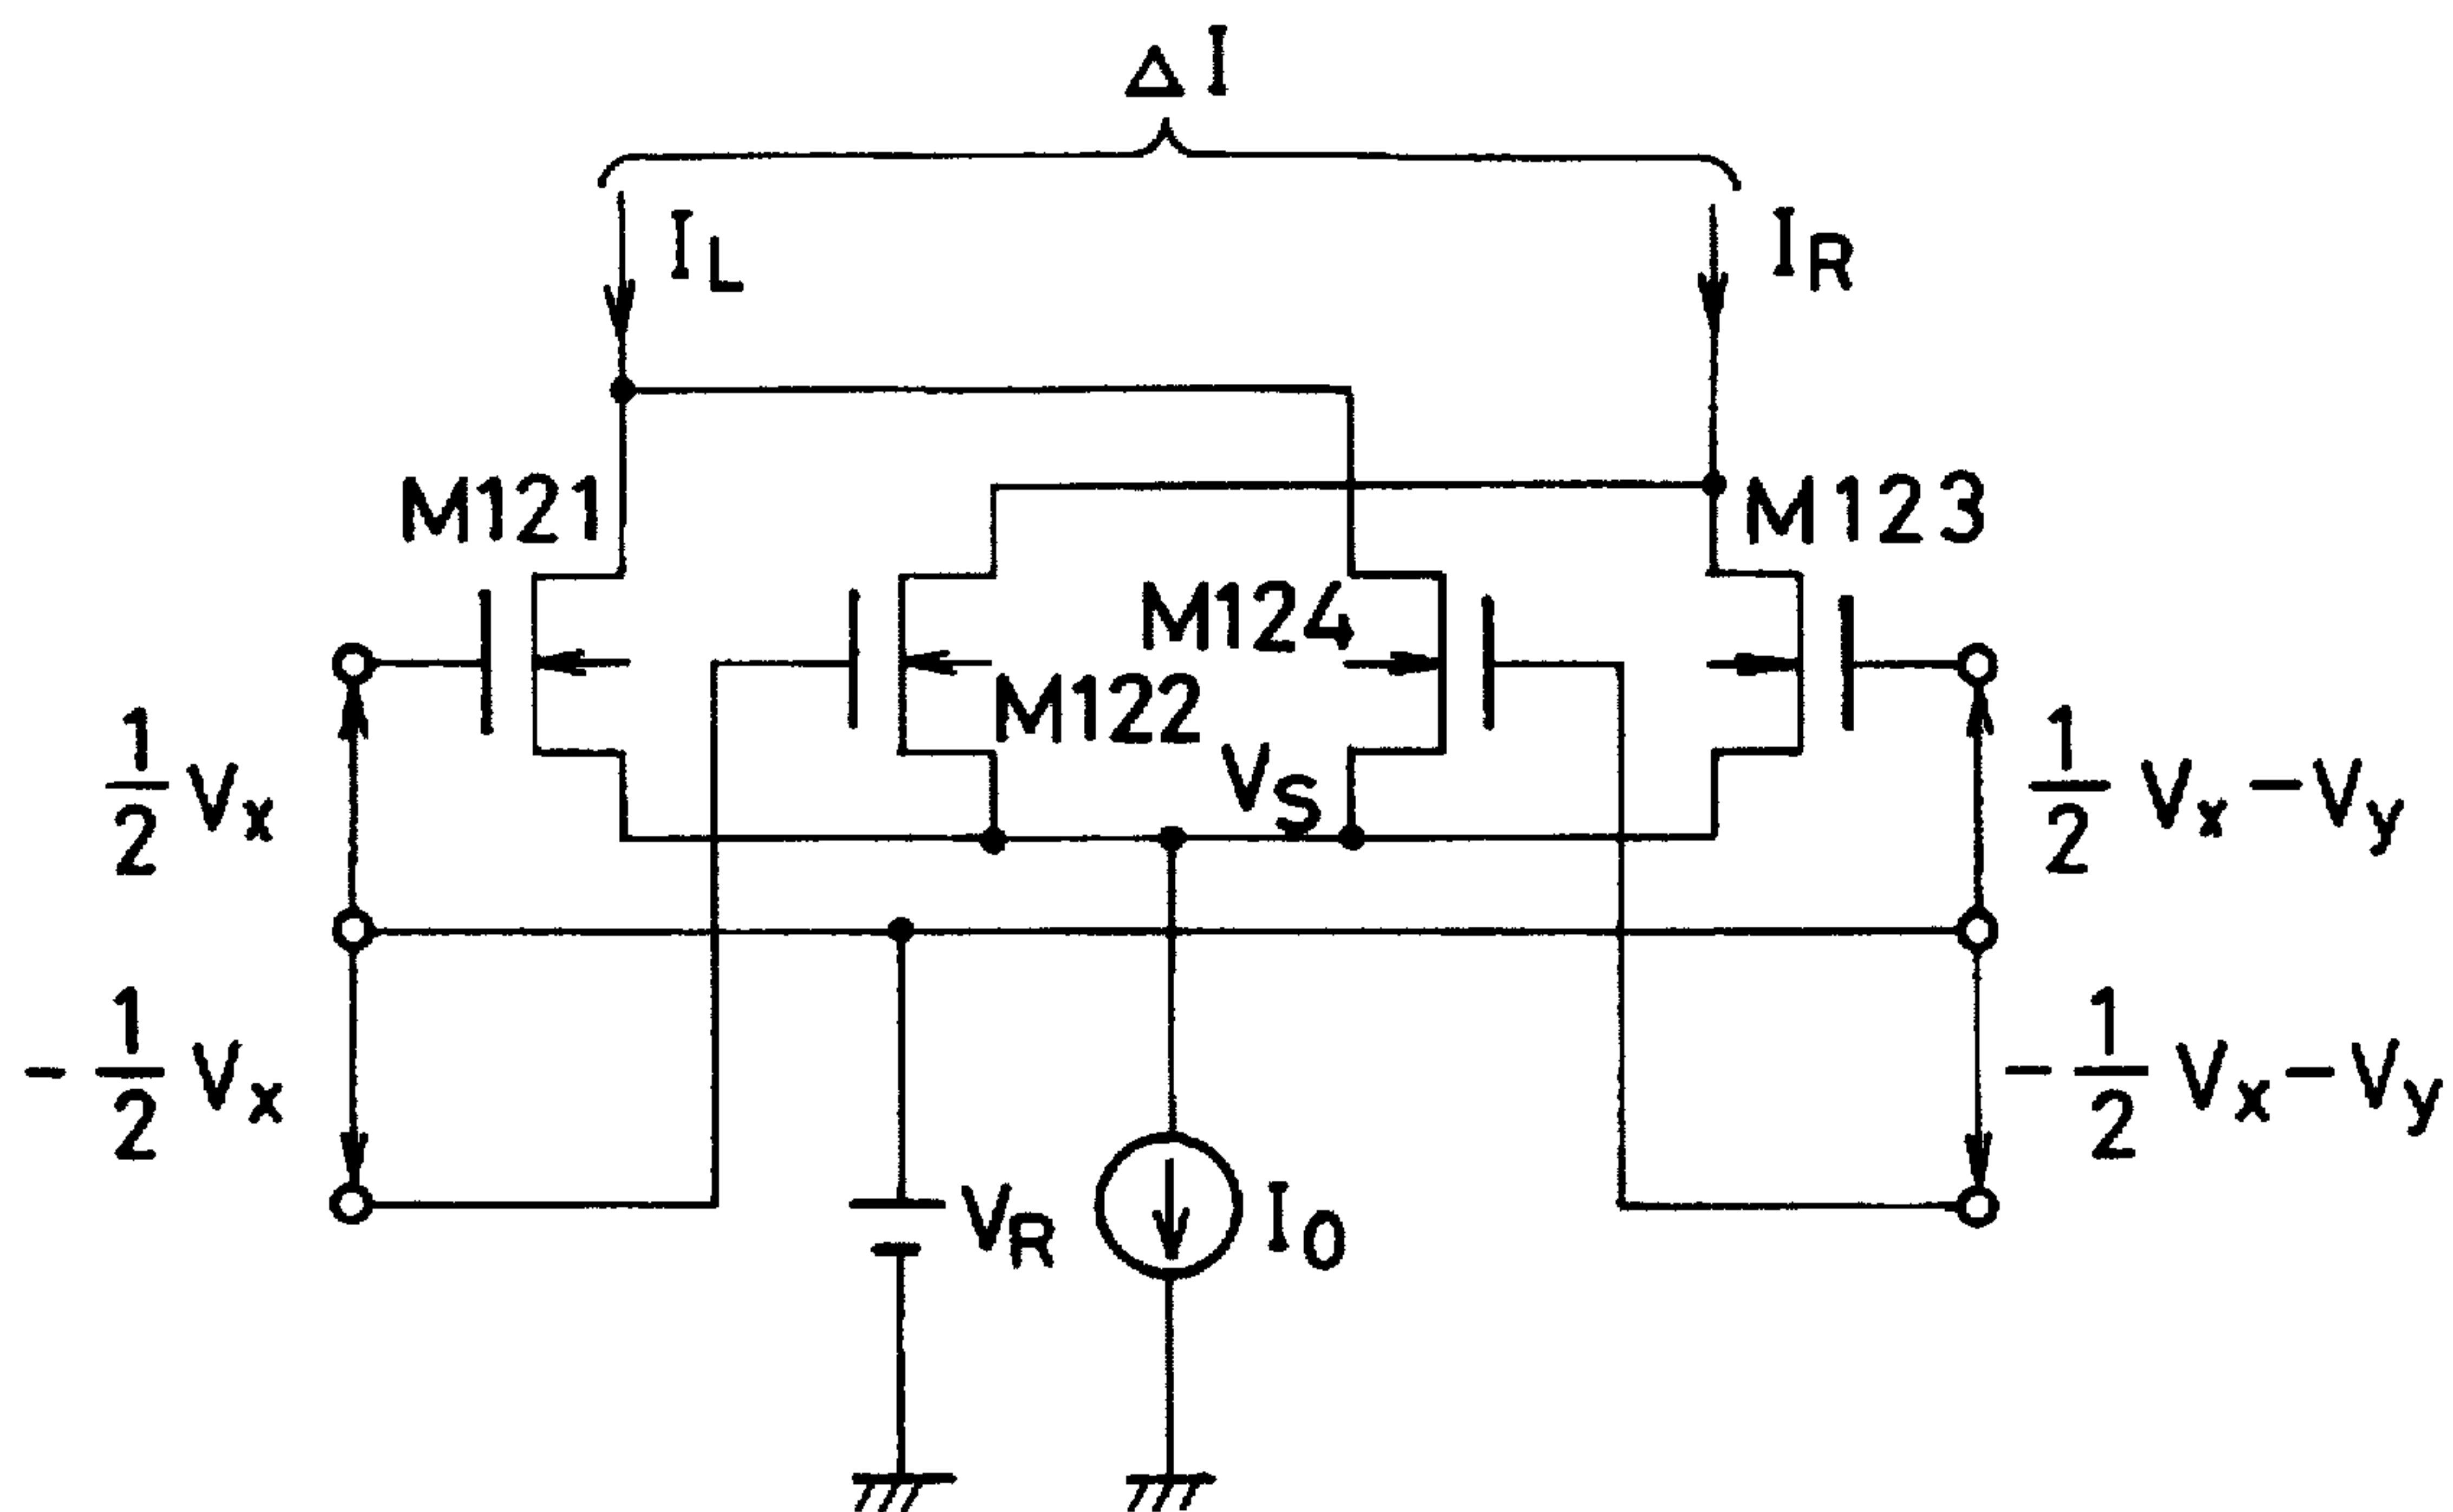 ΔI
I_L
I_R
M121
M123
M124
M122
V_S
1/2 V_x
1/2 V_x - V_y
- 1/2 V_x
- 1/2 V_x - V_y
V_R
I_0